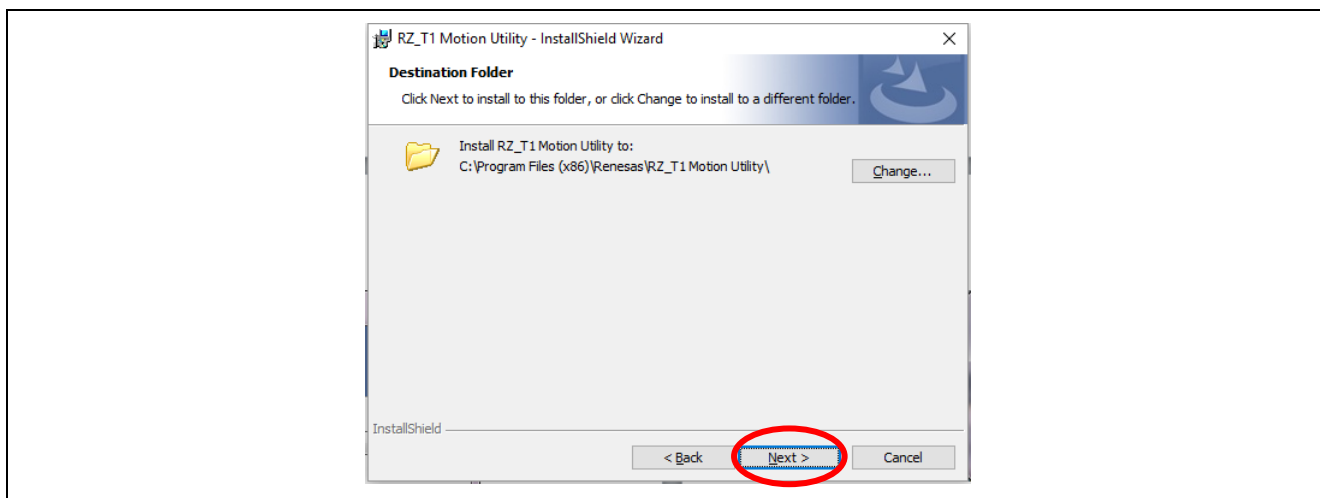 RZ_T1 Motion Utility - InstallShield Wizard
Destination Folder
Click Next to install to this folder, or click Change to install to a different folder.
Install RZ_T1 Motion Utility to:
C:\Program Files (x86)\Renesas\RZ_T1 Motion Utility\
Change...
InstallShield
< Back Next > Cancel